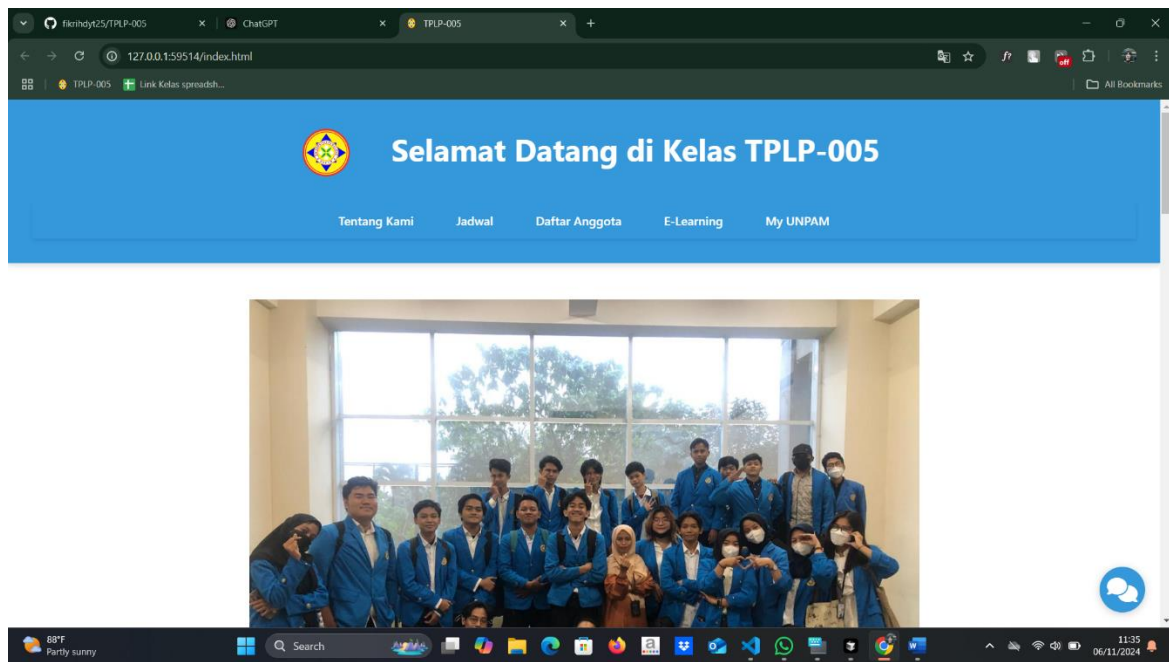 fikrihdyt25/TPLP-005
ChatGPT
TPLP-005
127.0.0.1:59514/index.html
off
TPLP-005
Link Kelas spreadsh...
All Bookmarks
Selamat Datang di Kelas TPLP-005
Tentang Kami
Jadwal
Daftar Anggota
E-Learning
My UNPAM
88°F
Partly sunny
Search
11:35
06/11/2024